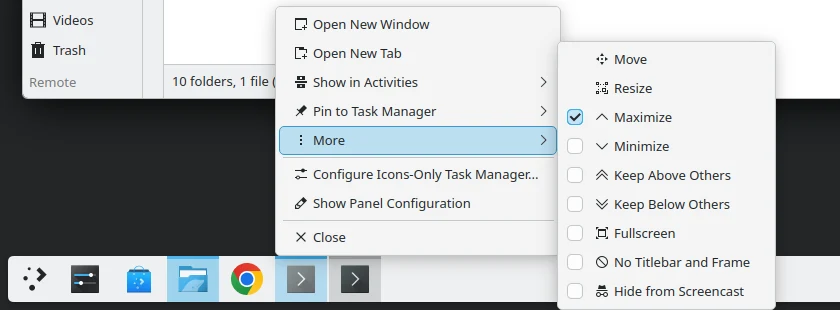 Videos
Trash
Remote
10 folders, 1 file (
Open New Window
Open New Tab
Show in Activities
Pin to Task Manager
More
Configure Icons-Only Task Manager...
Show Panel Configuration
Close
Move
Resize
Maximize
Minimize
Keep Above Others
Keep Below Others
Fullscreen
No Titlebar and Frame
Hide from Screencast